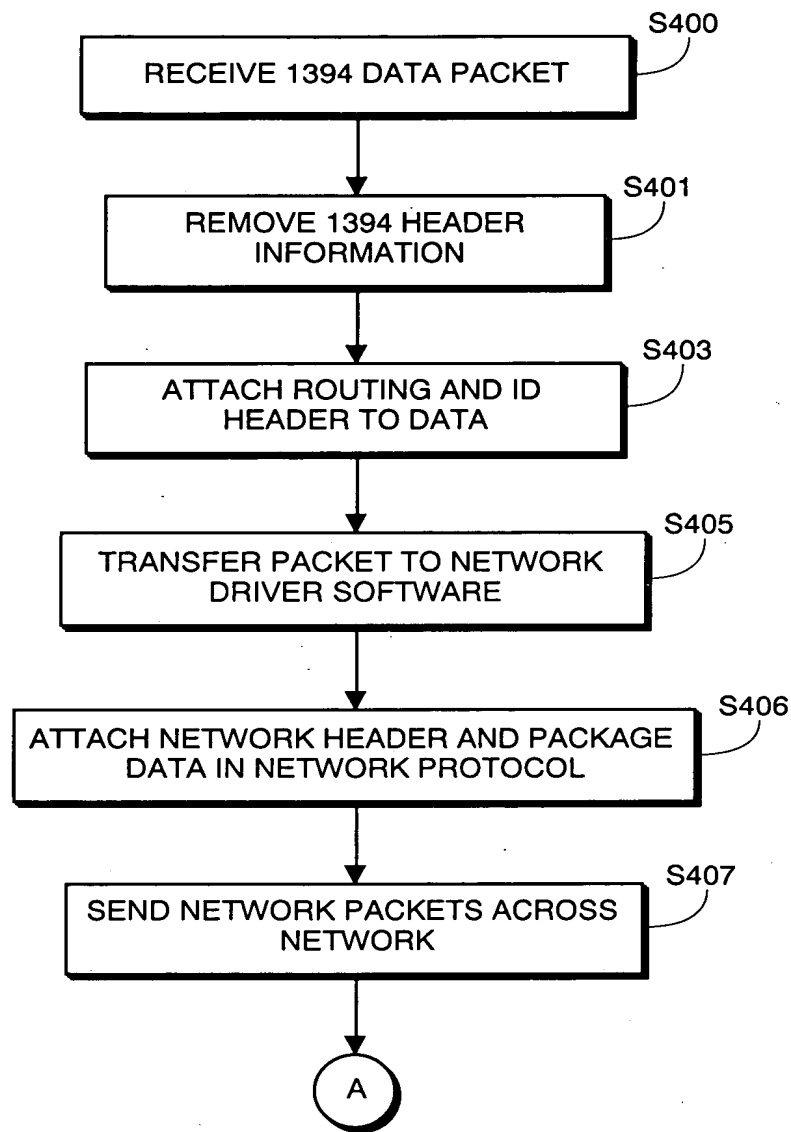 S400
RECEIVE 1394 DATA PACKET
S401
REMOVE 1394 HEADER
INFORMATION
S403
ATTACH ROUTING AND ID
HEADER TO DATA
S405
TRANSFER PACKET TO NETWORK
DRIVER SOFTWARE
S406
ATTACH NETWORK HEADER AND PACKAGE
DATA IN NETWORK PROTOCOL
S407
SEND NETWORK PACKETS ACROSS
NETWORK
A